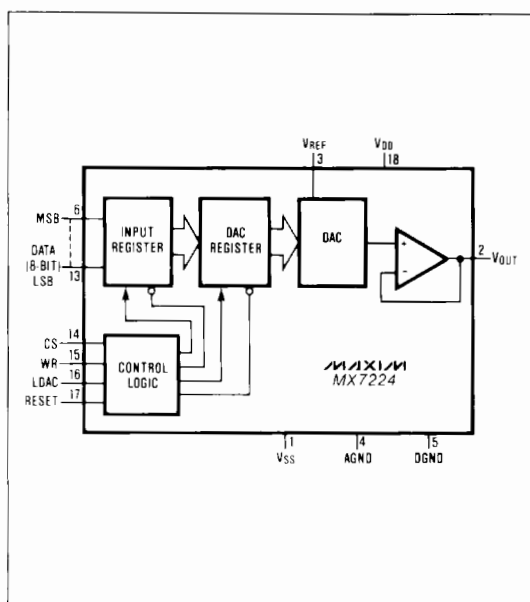 VREF
3
VDD
18
MSB
6
DATA
(8-BIT)
LSB
13
INPUT
REGISTER
DAC
REGISTER
DAC
+
−
2
VOUT
CS
14
WR
15
LDAC
16
RESET
17
CONTROL
LOGIC
MAXIM
MX7224
1
VSS
4
AGND
5
DGND